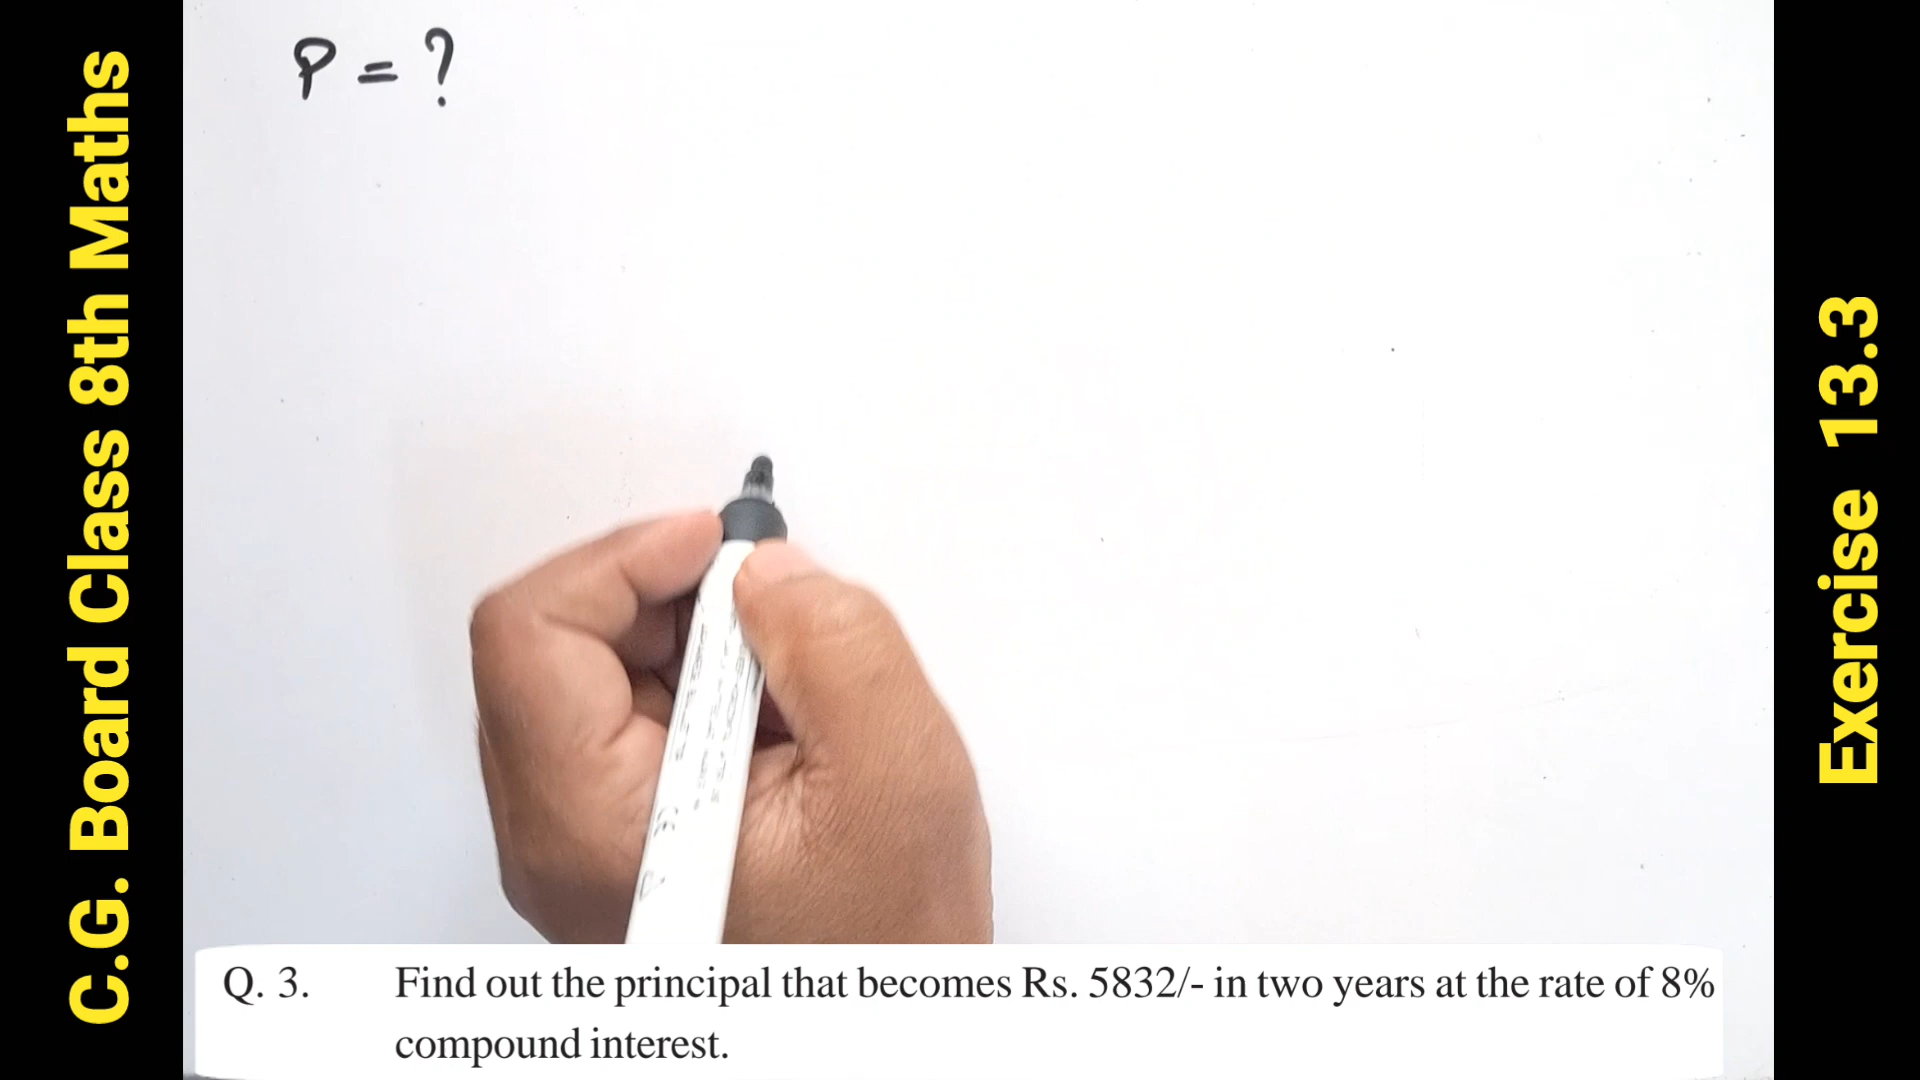 C.G. Board Class 8th Maths
P = ?
Exercise 13.3
Q. 3. Find out the principal that becomes Rs. 5832/- in two years at the rate of 8%
compound interest.